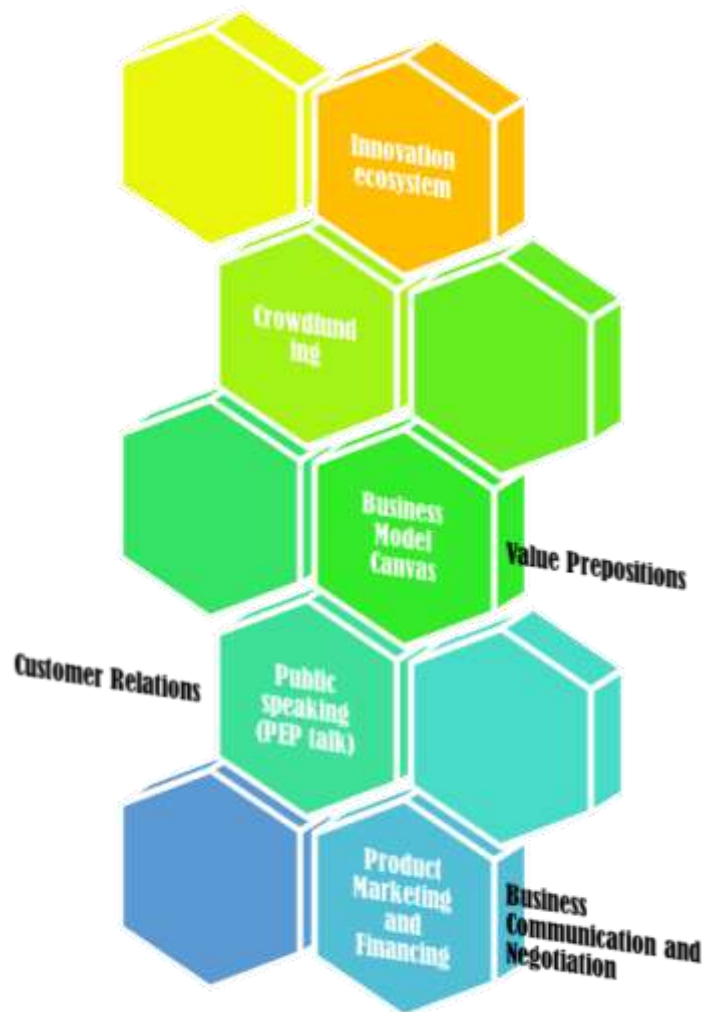 Innovation
ecosystem
Crowdfund
ing
Business
Model
Canvas
Value Prepositions
Customer Relations
Public
speaking
(PEP talk)
Product
Marketing
and
Financing
Business
Communication and
Negotiation